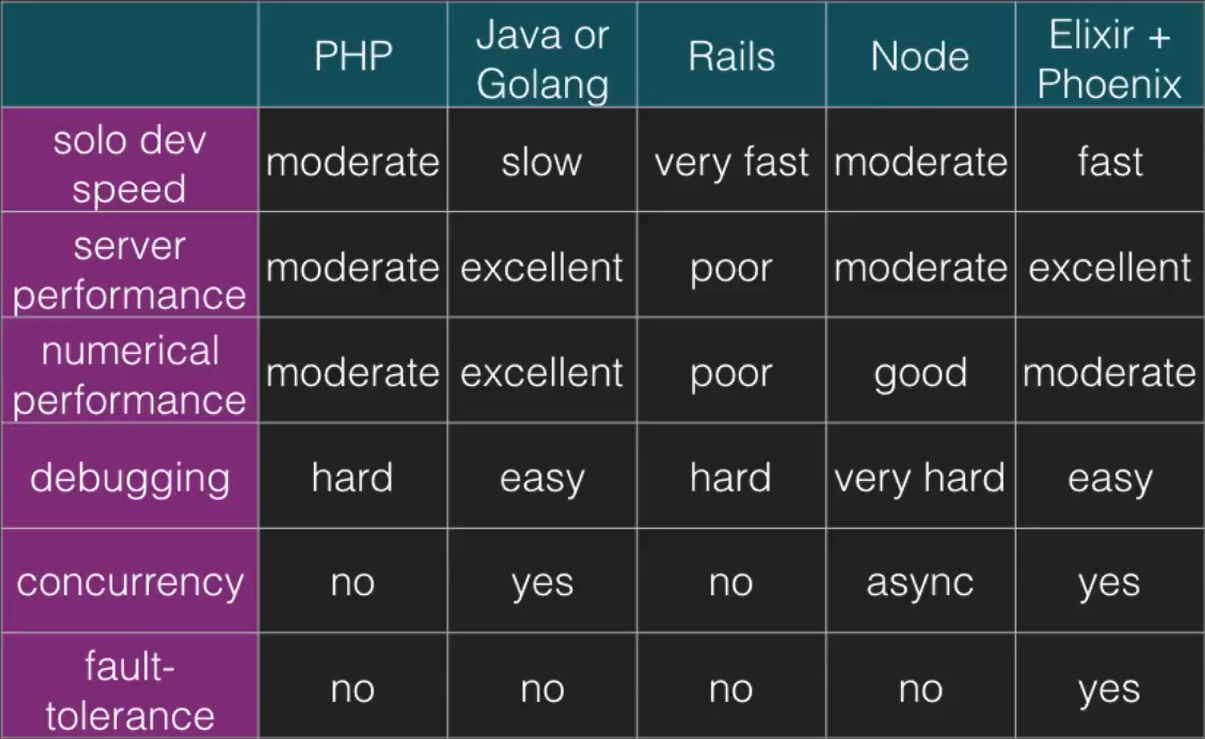 PHP
Java or
Golang
Rails
Node
Elixir +
Phoenix
solo dev
speed
moderate
slow
very fast
moderate
fast
server
performance
moderate
excellent
poor
moderate
excellent
numerical
performance
moderate
excellent
poor
good
moderate
debugging
hard
easy
hard
very hard
easy
concurrency
no
yes
no
async
yes
fault-
tolerance
no
no
no
no
yes